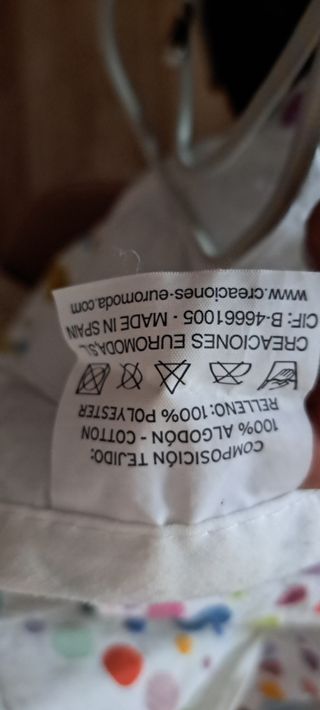 COMPOSICIÓN TEJIDO:
100% ALGODÓN - COTTON
RELLENO: 100% POLYESTER
CREACIONES EUROMODA,S.L.
CIF: B-46661005 - MADE IN SPAIN
www.creaciones-euromoda.com